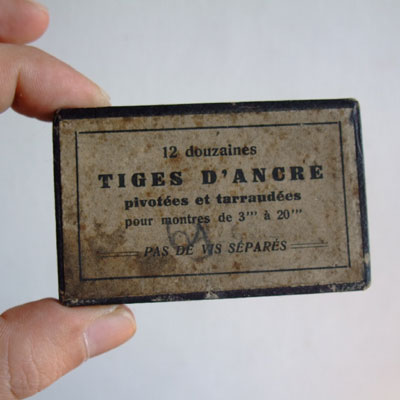 12 douzaines
TIGES D'ANCRE
pivotées et tarraudées
pour montres de 3''' à 20'''
PAS DE VIS SÉPARÉS